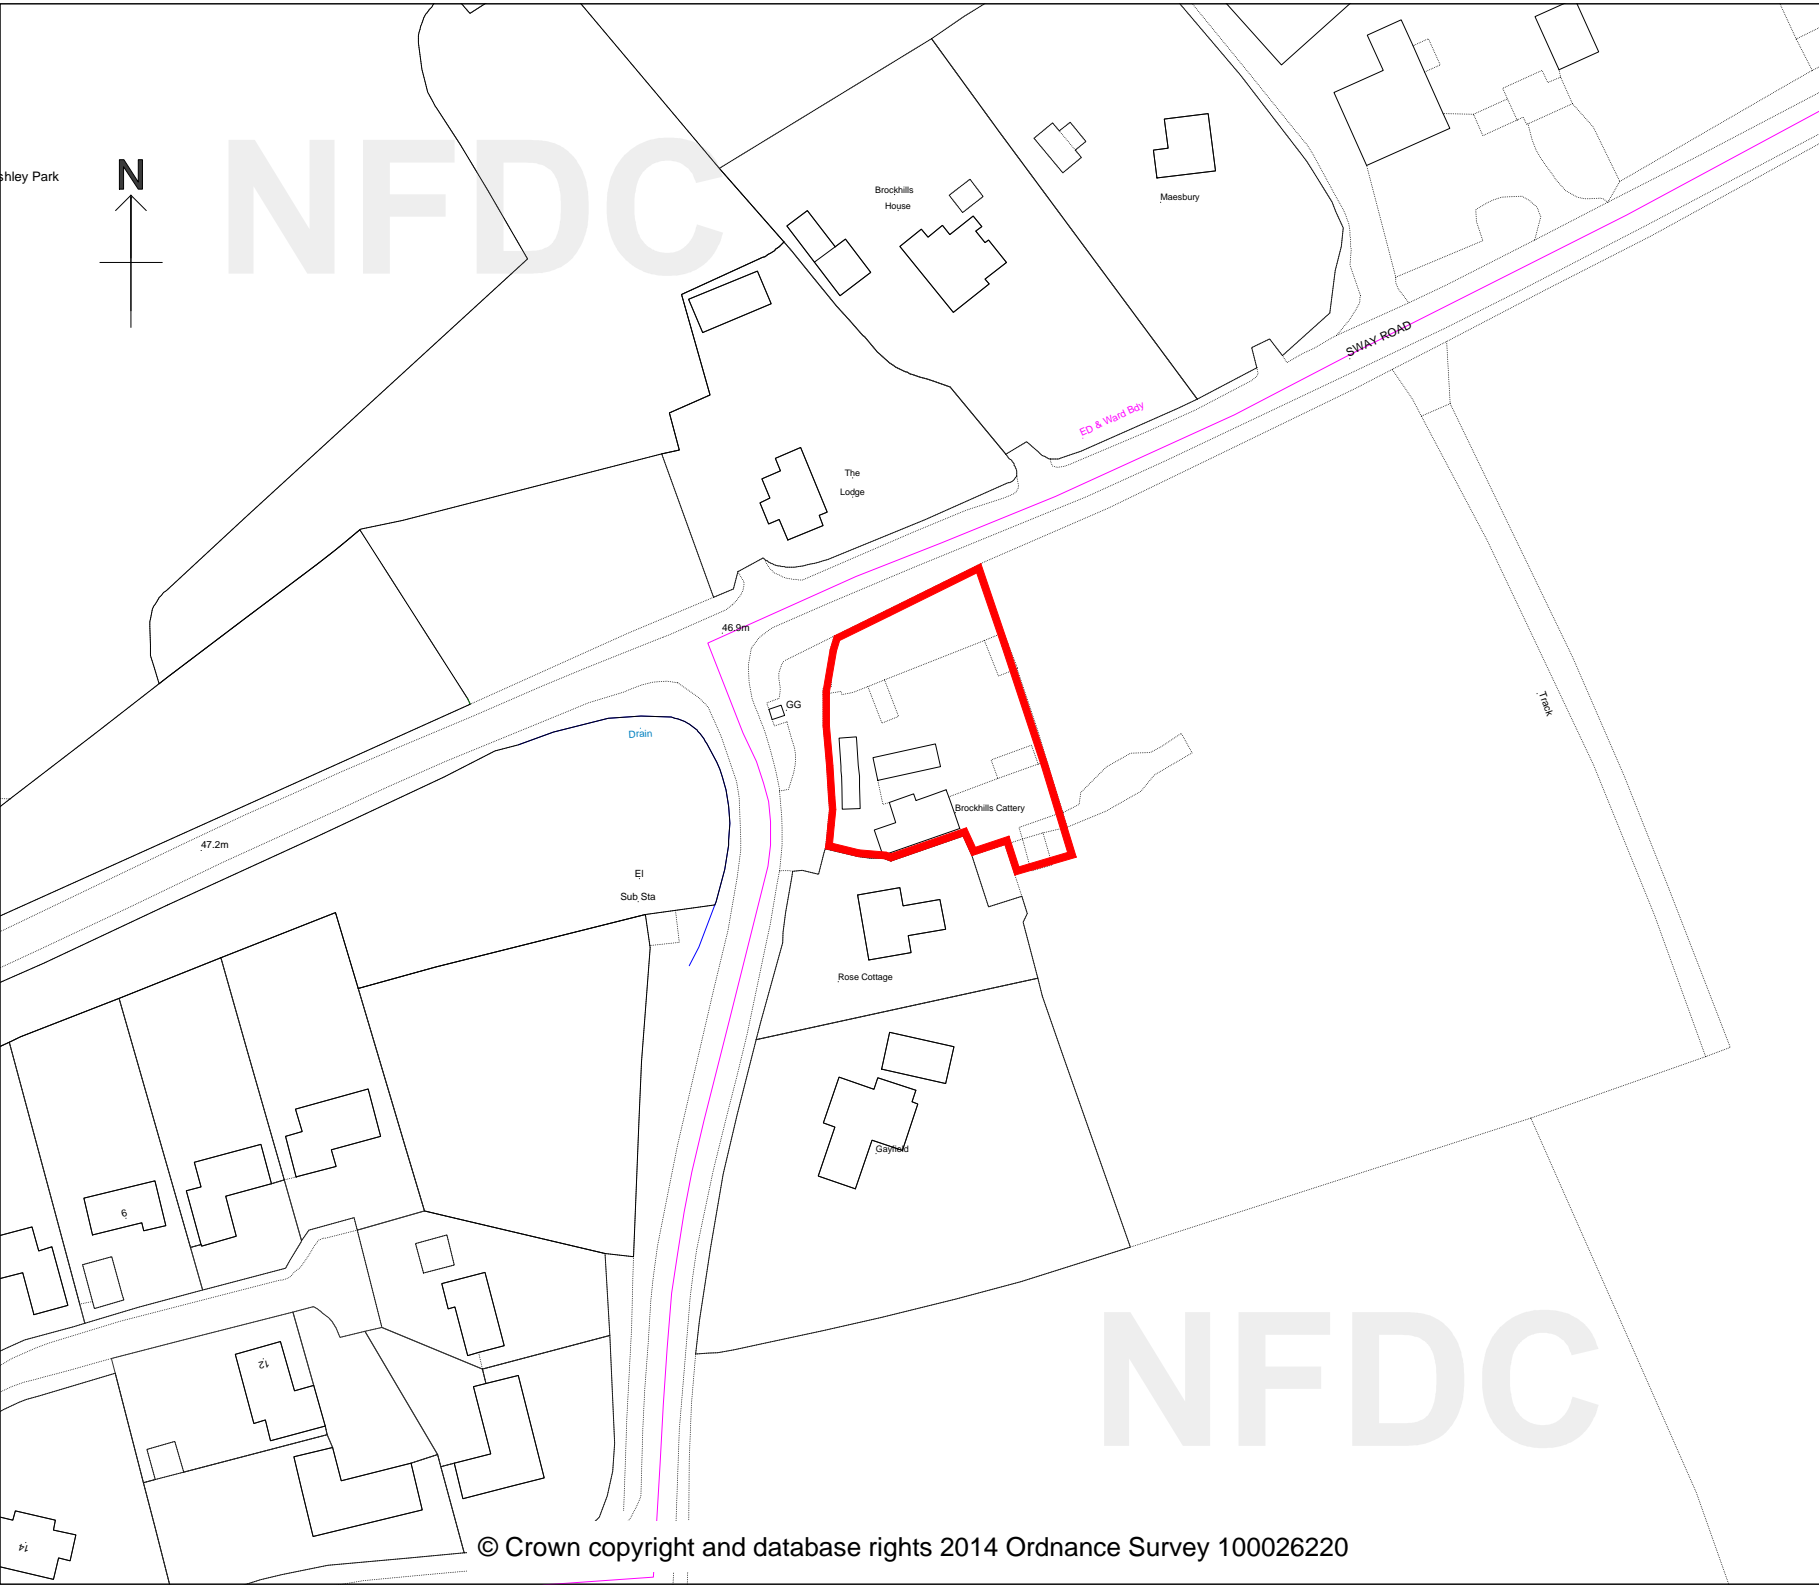 shley Park
N
NFDC
Brockhills
House
Maesbury
SWAY ROAD
ED & Ward Bdy
The
Lodge
46.9m
GG
Drain
Track
Brockhills Cattery
47.2m
El
Sub Sta
Rose Cottage
Gayfield
9
12
14
NFDC
© Crown copyright and database rights 2014 Ordnance Survey 100026220